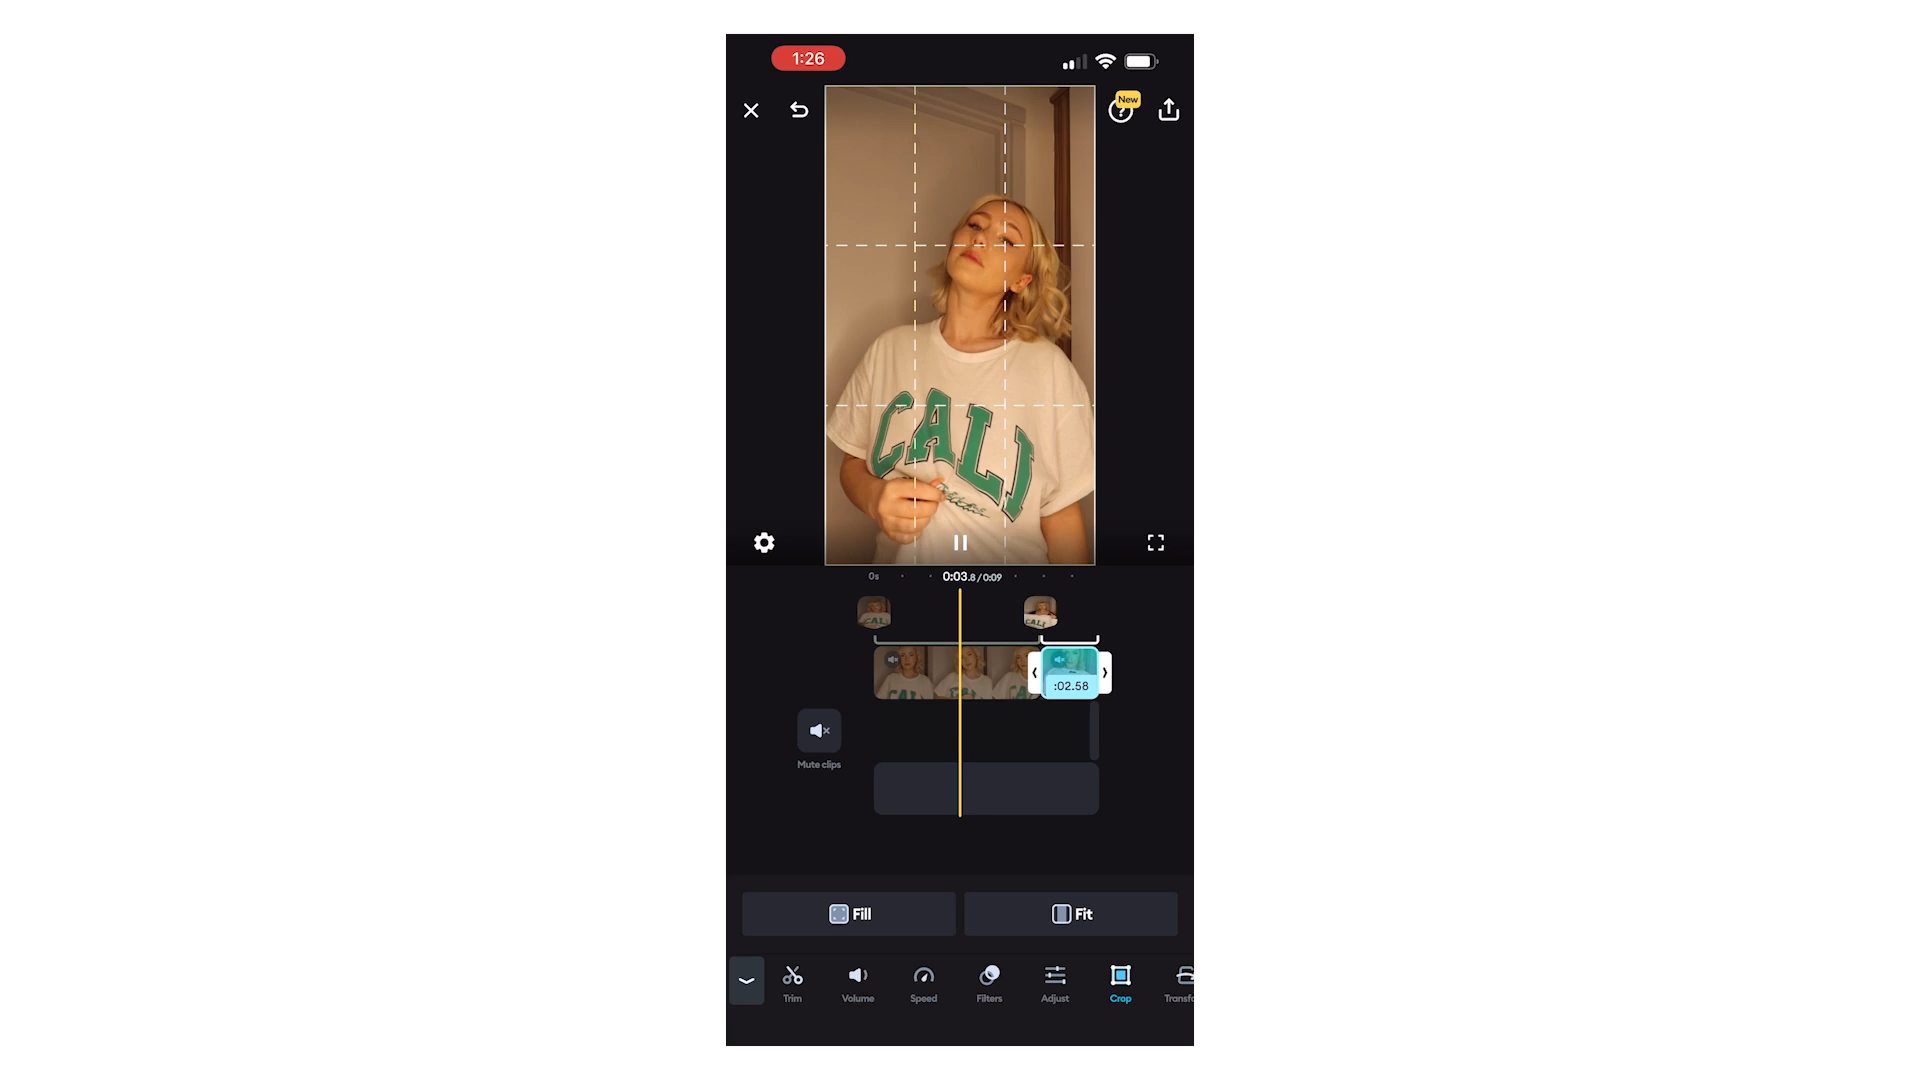 1:26
New
?
CALI
0s
0:03.8 / 0:09
:02.58
Mute clips
Fill
Fit
Trim
Volume
Speed
Filters
Adjust
Crop
Transfo